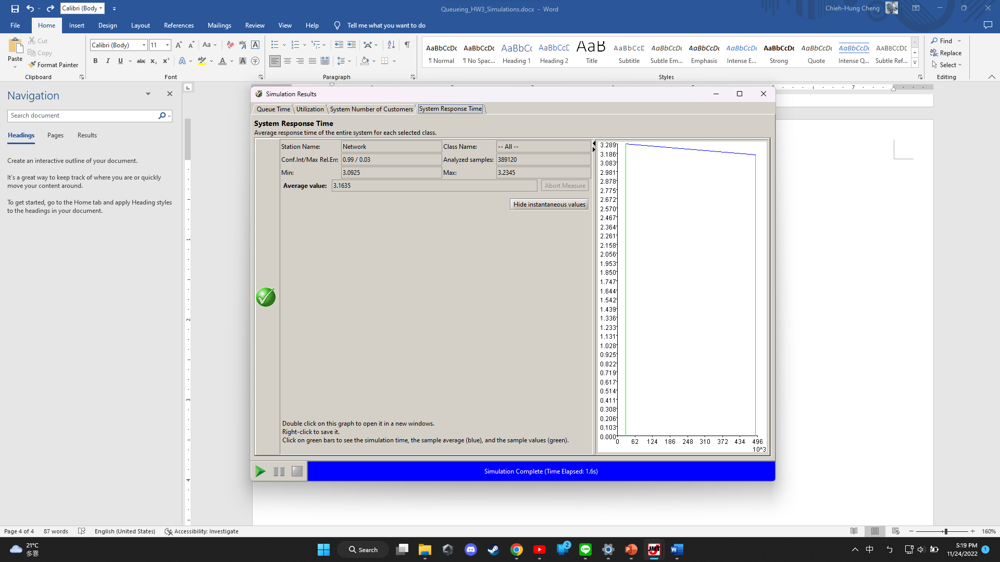 Calibri (Body
Queueing_HW3_Simulations.docx - Word
Chieh-Hung Cheng
File Home Insert Design Layout References Mailings Review View Help Tell me what you want to do
Paste
Cut
Copy
Format Painter
Clipboard
Calibri (Body) 11
Font
Paragraph
AaBbCcDc AaBbCcDc AaBbCc AaBbCcE AaB AaBbCcD AaBbCcDc AaBbCcDc AaBbCcDc AaBbCcDc AaBbCcDc AaBbCcDc AaBbCcDc
¶ Normal ¶ No Spac... Heading 1 Heading 2 Title Subtitle Subtle Em... Emphasis Intense E... Strong Quote Intense Q... Subtle Ref...
Styles
Find
Replace
Select
Editing
Navigation
Search document
Headings Pages Results
Create an interactive outline of your document.
It's a great way to keep track of where you are or quickly
move your content around.
To get started, go to the Home tab and apply Heading styles
to the headings in your document.
Simulation Results
Queue Time Utilization System Number of Customers System Response Time
System Response Time
Average response time of the entire system for each selected class.
Station Name: Network Class Name: -- All --
Conf.Int/Max Rel.Err: 0.99 / 0.03 Analyzed samples: 389120
Min: 3.0925 Max: 3.2345
Average value: 3.1635 Abort Measure
Hide instantaneous values
Double click on this graph to open it in a new windows.
Right-click to save it.
Click on green bars to see the simulation time, the sample average (blue), and the sample values (green).
3.289
3.186
3.083
2.981
2.878
2.775
2.672
2.570
2.467
2.364
2.261
2.158
2.056
1.953
1.850
1.747
1.644
1.542
1.439
1.336
1.233
1.131
1.028
0.925
0.822
0.719
0.617
0.514
0.411
0.308
0.206
0.103
0.000
0 62 124 186 248 310 372 434 496
10^3
Simulation Complete (Time Elapsed: 1.6s)
Page 4 of 4 87 words English (United States) Accessibility: Investigate
160%
21°C
多雲
Search
2
LINE
JMT
中
5:19 PM
11/24/2022
1